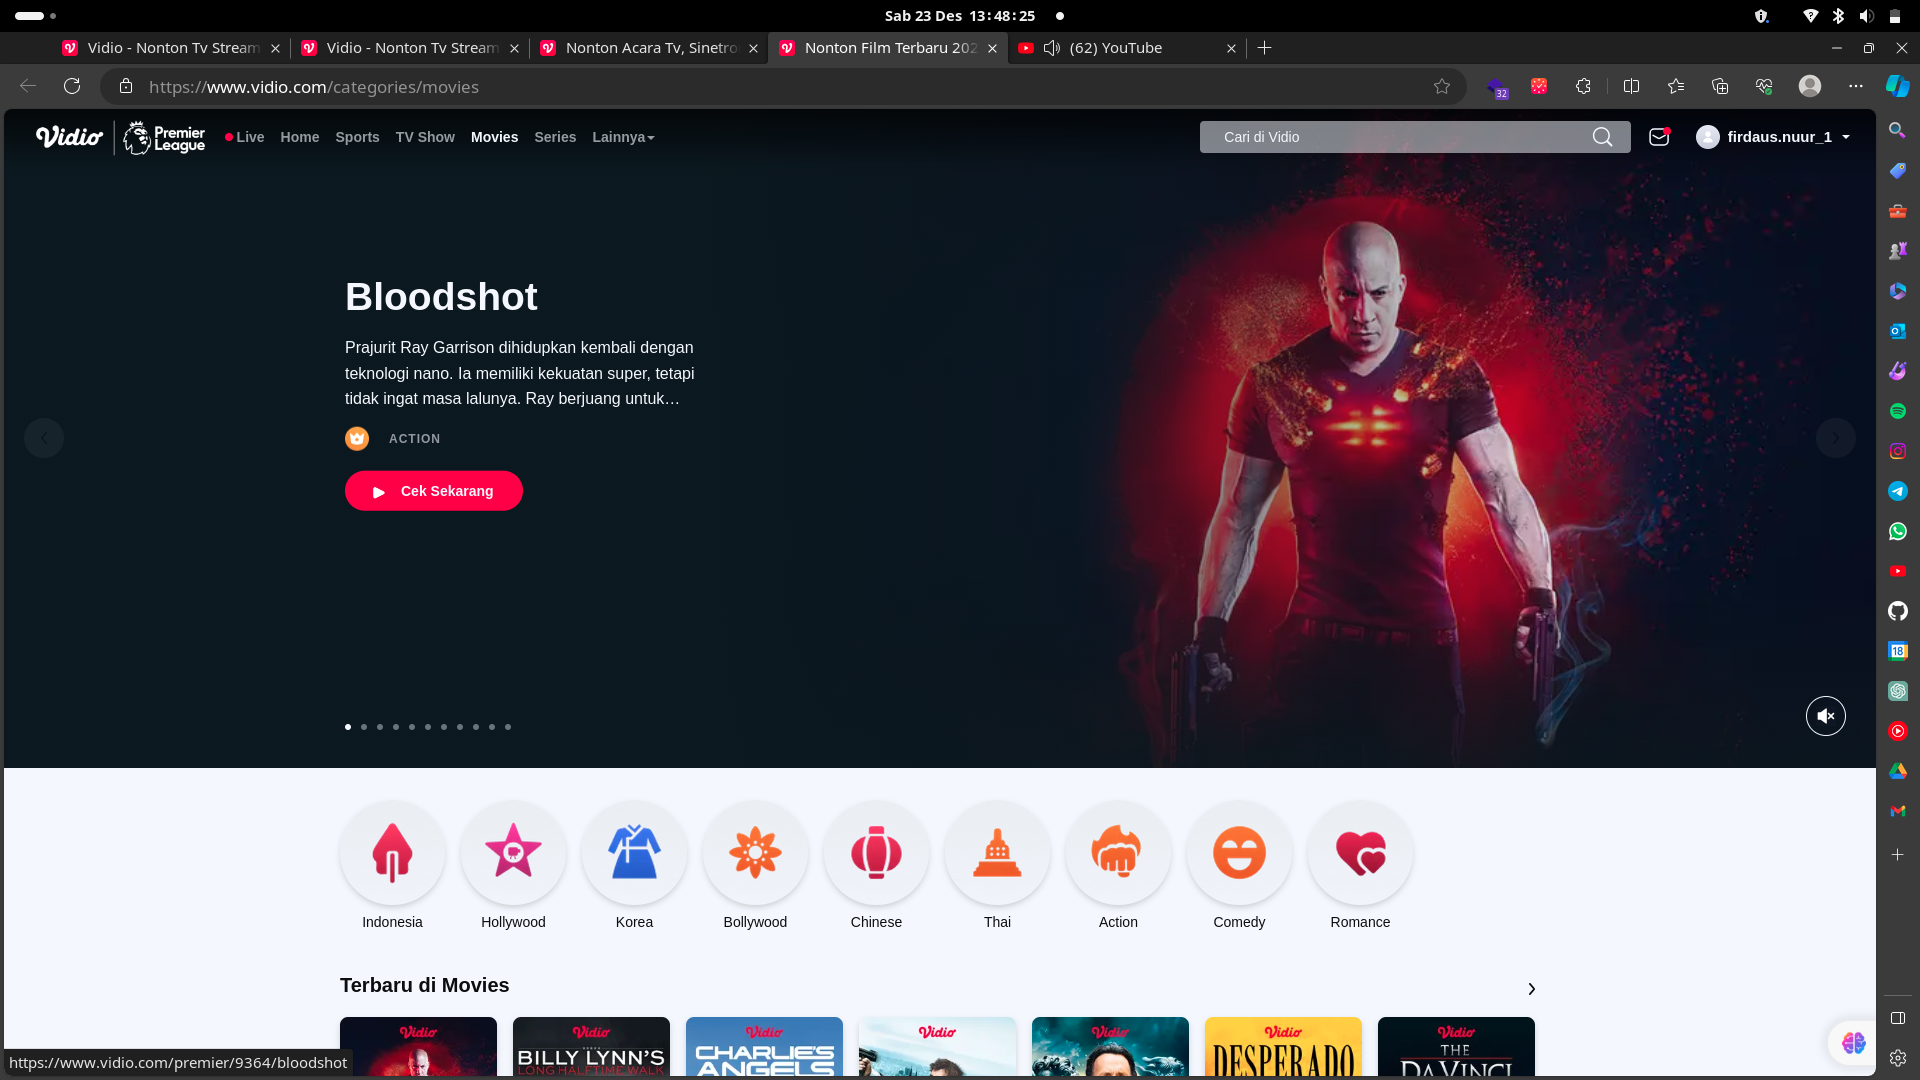 Sab 23 Des 13:48:25
Vidio - Nonton Tv Stream
Vidio - Nonton Tv Stream
Nonton Acara Tv, Sinetro
Nonton Film Terbaru 202
(62) YouTube
https://www.vidio.com/categories/movies
32
Vidio
Premier League
Live
Home
Sports
TV Show
Movies
Series
Lainnya
Cari di Vidio
firdaus.nuur_1
Bloodshot
Prajurit Ray Garrison dihidupkan kembali dengan
teknologi nano. Ia memiliki kekuatan super, tetapi
tidak ingat masa lalunya. Ray berjuang untuk…
ACTION
Cek Sekarang
18
Indonesia
Hollywood
Korea
Bollywood
Chinese
Thai
Action
Comedy
Romance
Terbaru di Movies
Vidio
Vidio
BILLY LYNN'S
LONG HALFTIME WALK
Vidio
CHARLIE'S
ANGELS
Vidio
Vidio
Vidio
DESPERADO
Vidio
THE
DA VINCI
https://www.vidio.com/premier/9364/bloodshot